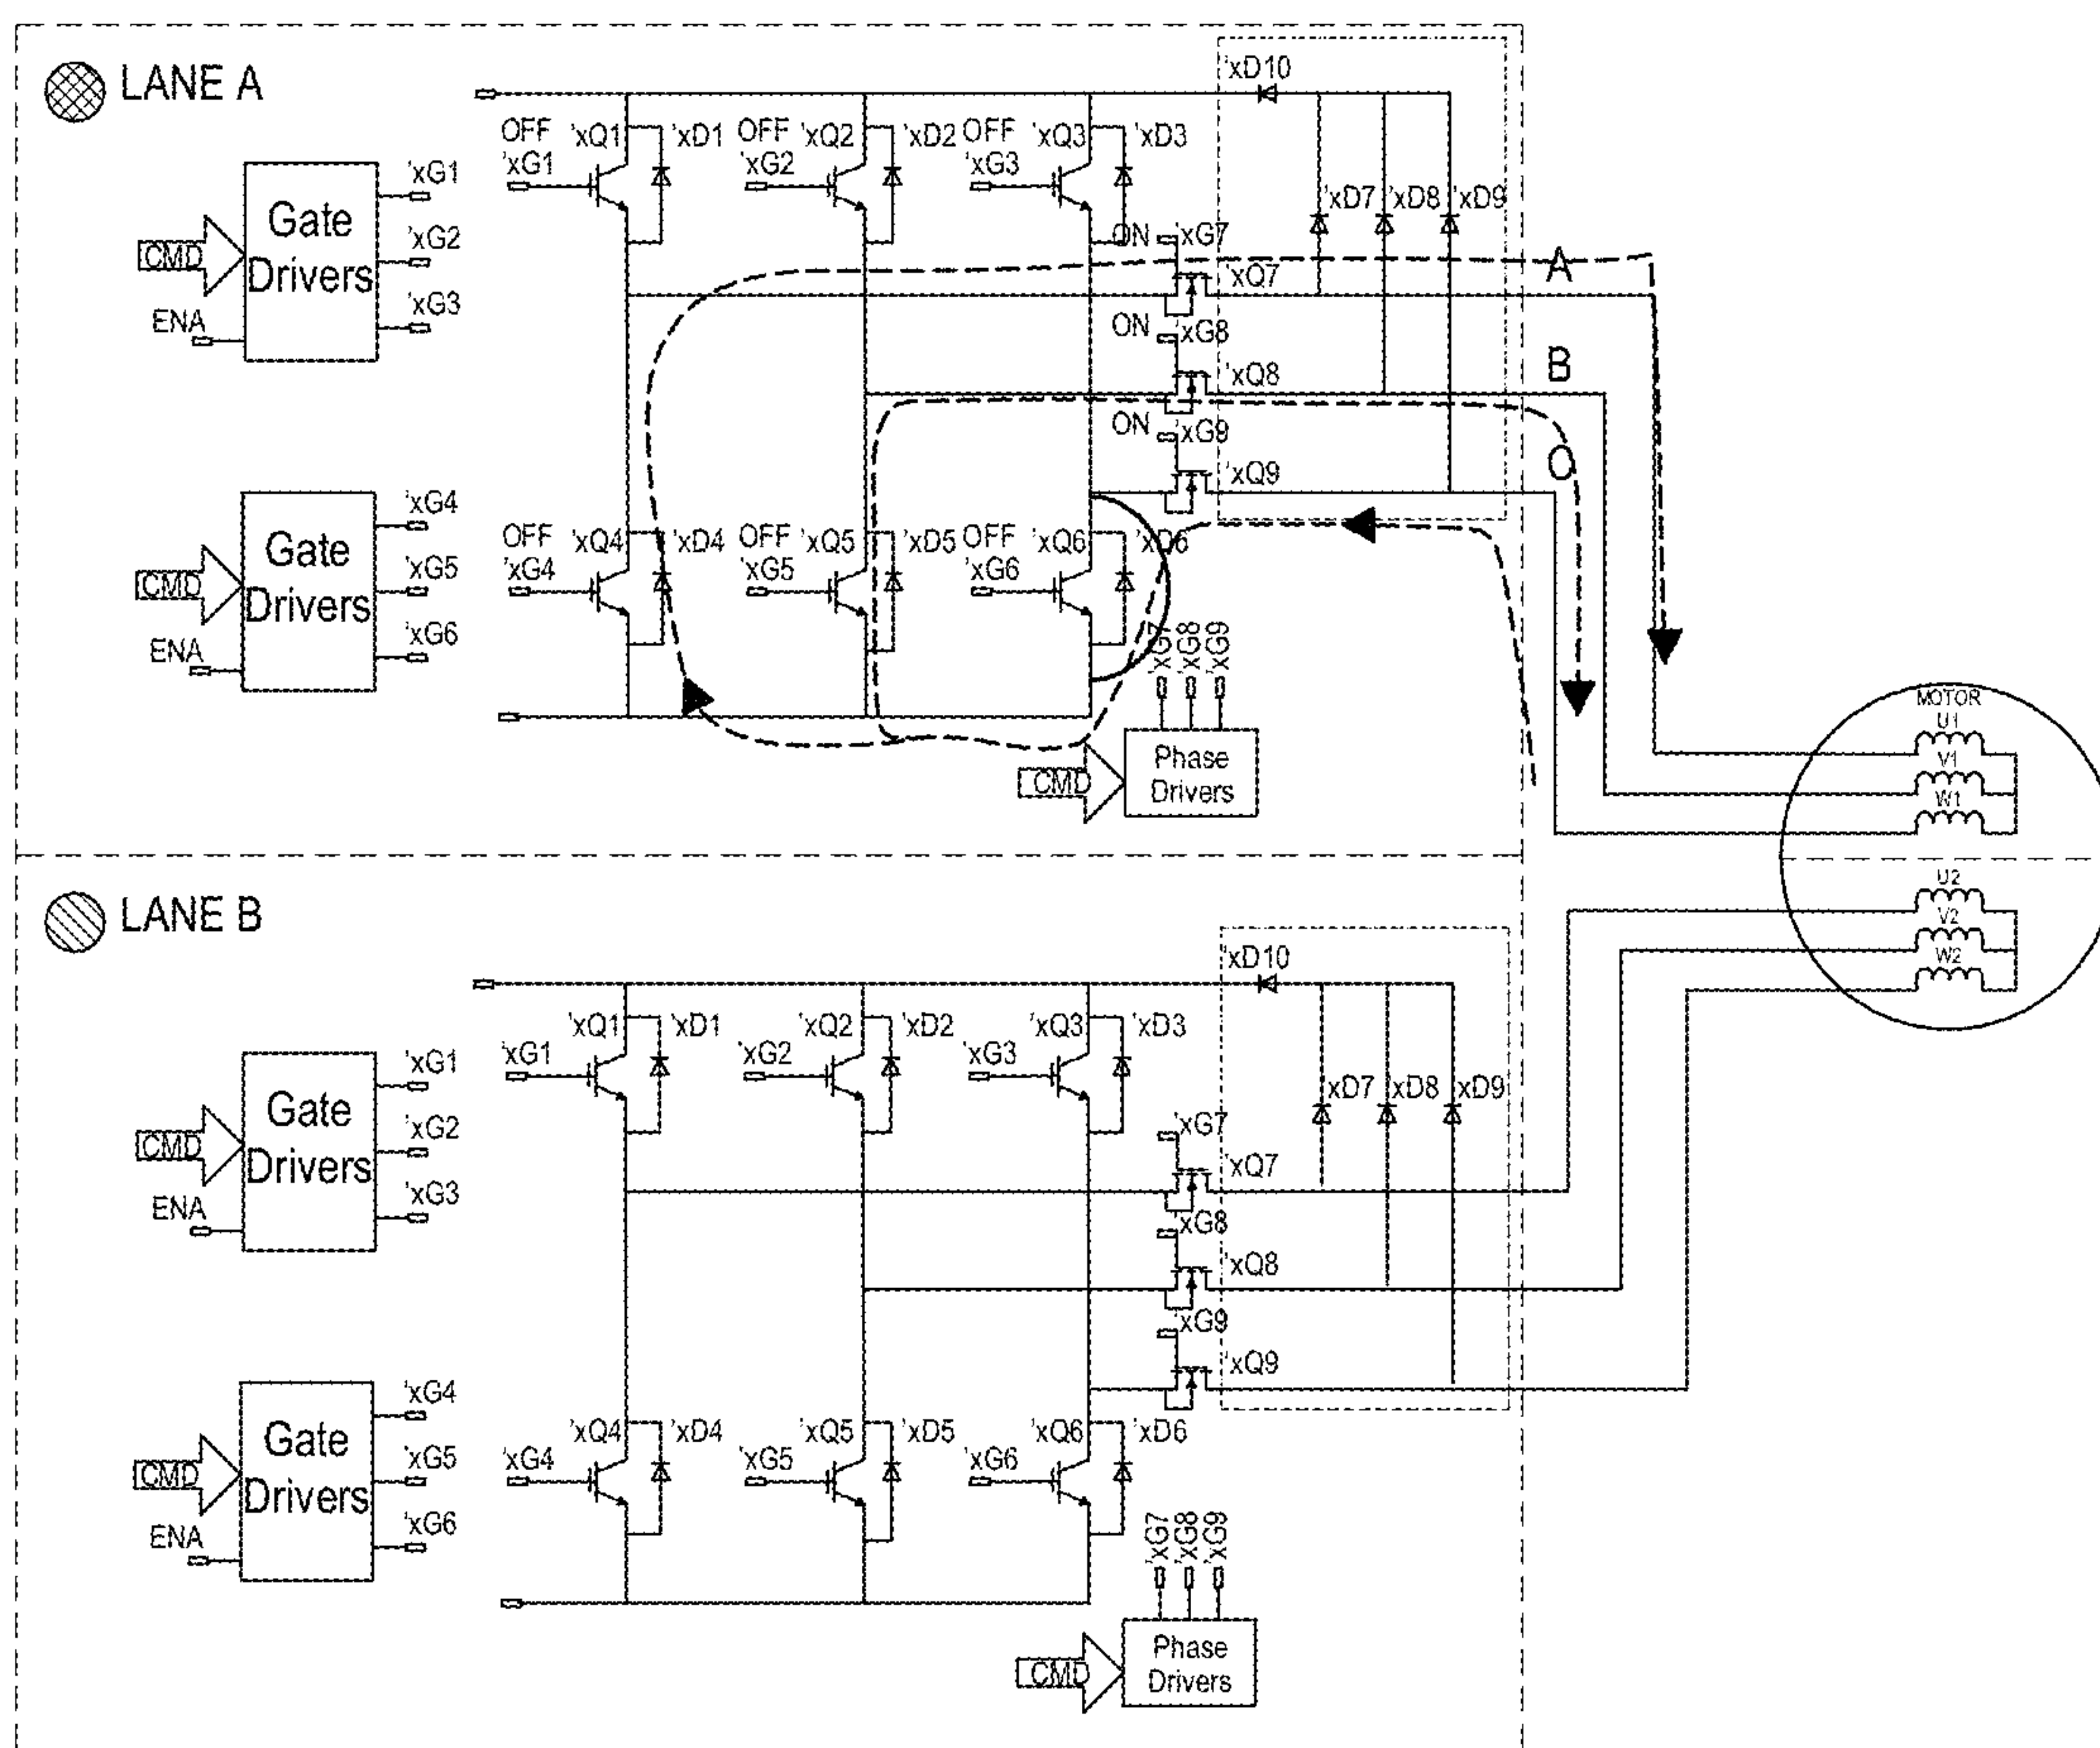 LANE A
'xD10
OFF 'xQ1 'xD1 OFF 'xQ2 'xD2 OFF 'xQ3 'xD3
'xG1 'xG2 'xG3
'xG1
Gate Drivers
'xG2
CMD
'xG3
ENA
'xD7 'xD8 'xD9
ON 'xG7
'xQ7 A
ON 'xG8
'xQ8 B
ON 'xG9
'xQ9 C
'xG4
Gate Drivers
'xG5
CMD
'xG6
ENA
OFF 'xQ4 'xD4 OFF 'xQ5 'xD5 OFF 'xQ6 'xD6
'xG4 'xG5 'xG6
'xG7 'xG8 'xG9
CMD
Phase Drivers
MOTOR
U1
V1
W1
U2
V2
W2
LANE B
'xD10
'xQ1 'xD1 'xQ2 'xD2 'xQ3 'xD3
'xG1 'xG2 'xG3
'xG1
Gate Drivers
'xG2
CMD
'xG3
ENA
xD7 'xD8 'xD9
'xG7
'xQ7
'xG8
'xQ8
'xG9
'xQ9
'xG4
Gate Drivers
'xG5
CMD
'xG6
ENA
'xQ4 'xD4 'xQ5 'xD5 'xQ6 'xD6
'xG4 'xG5 'xG6
'xG7 'xG8 'xG9
CMD
Phase Drivers